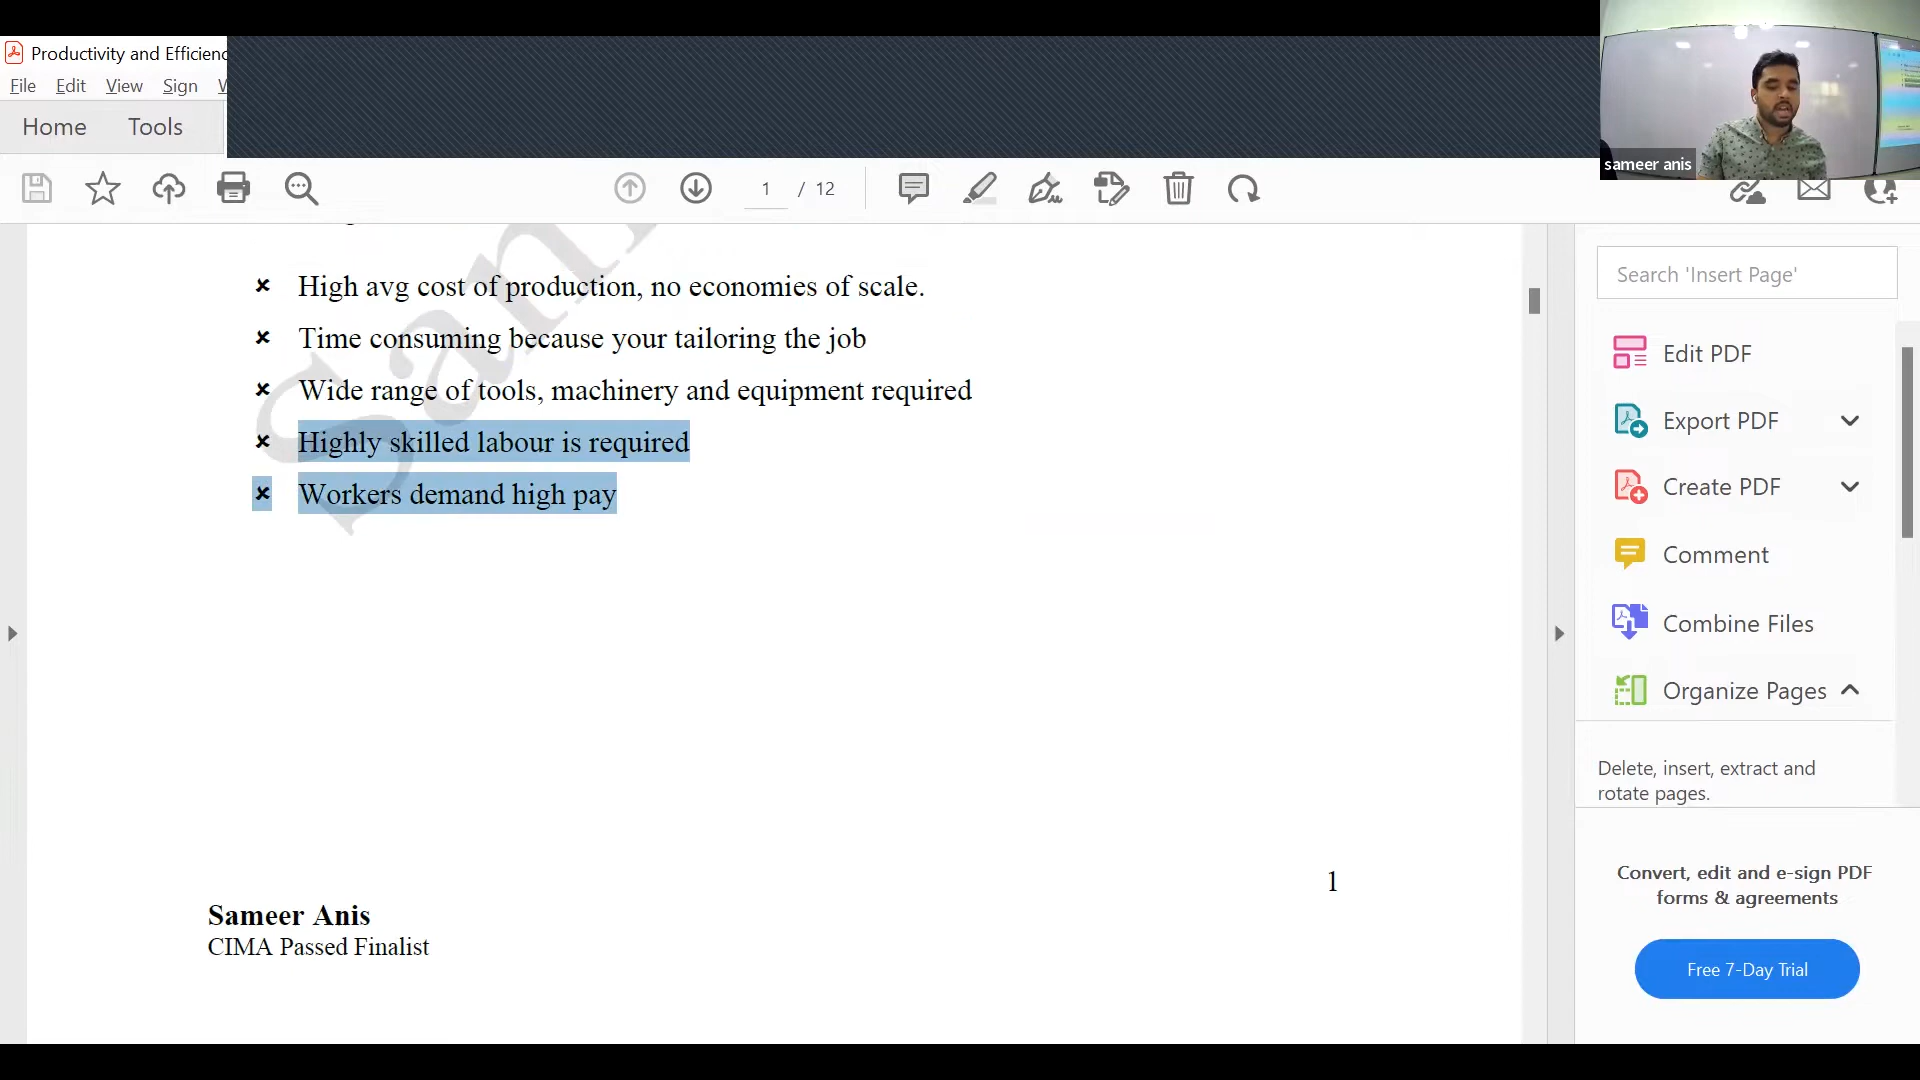 Productivity and Efficienc
File Edit View Sign W
Home Tools
1 / 12
sameer anis
High avg cost of production, no economies of scale.
Time consuming because your tailoring the job
Wide range of tools, machinery and equipment required
Highly skilled labour is required
Workers demand high pay
1
Sameer Anis
CIMA Passed Finalist
Search 'Insert Page'
Edit PDF
Export PDF
Create PDF
Comment
Combine Files
Organize Pages
Delete, insert, extract and
rotate pages.
Convert, edit and e-sign PDF
forms & agreements
Free 7-Day Trial